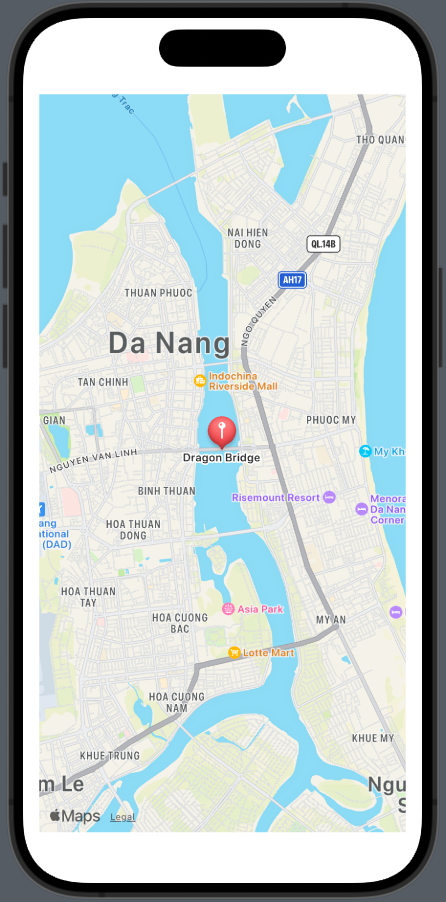 Trac
THO QUAN
NAI HIEN
DONG
QL.14B
AH17
THUAN PHUOC
NGO QUYEN
Da Nang
Indochina
Riverside Mall
TAN CHINH
GIAN
PHUOC MY
My Kh
Dragon Bridge
NGUYEN VAN LINH
BINH THUAN
Risemount Resort
Menora
Da Nan
Corner
ang
ational
(DAD)
HOA THUAN
DONG
HOA THUAN
TAY
HOA CUONG
BAC
Asia Park
MY AN
Lotte Mart
HOA CUONG
NAM
KHUE MY
KHUE TRUNG
m Le
Ngu
S
Maps
Legal